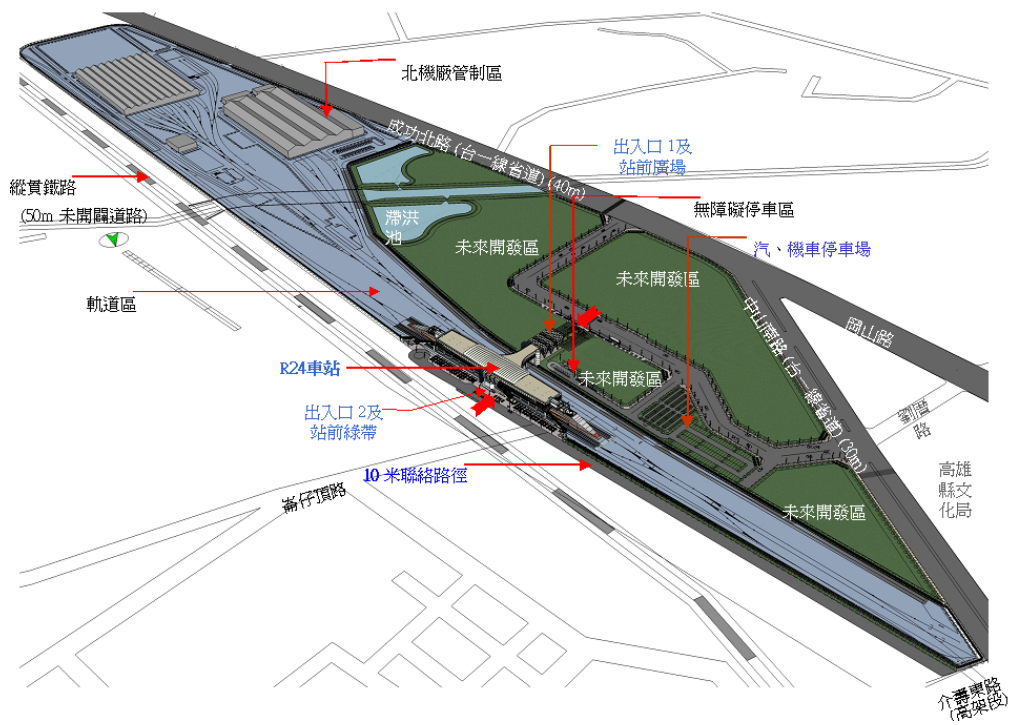 北機廠管制區
成功北路 (台一線省道) (40m)
出入口 1及
站前廣場
縱貫鐵路
(50m 未開闢道路)
無障礙停車區
滯洪
池
未來開發區
汽、機車停車場
未來開發區
軌道區
岡山路
中山南路 (台一線省道) (30m)
R24車站
未來開發區
出入口 2及
站前綠帶
劉厝
路
10 米聯絡路徑
高雄
縣文
化局
崙仔頂路
未來開發區
介壽東路
(高架段)